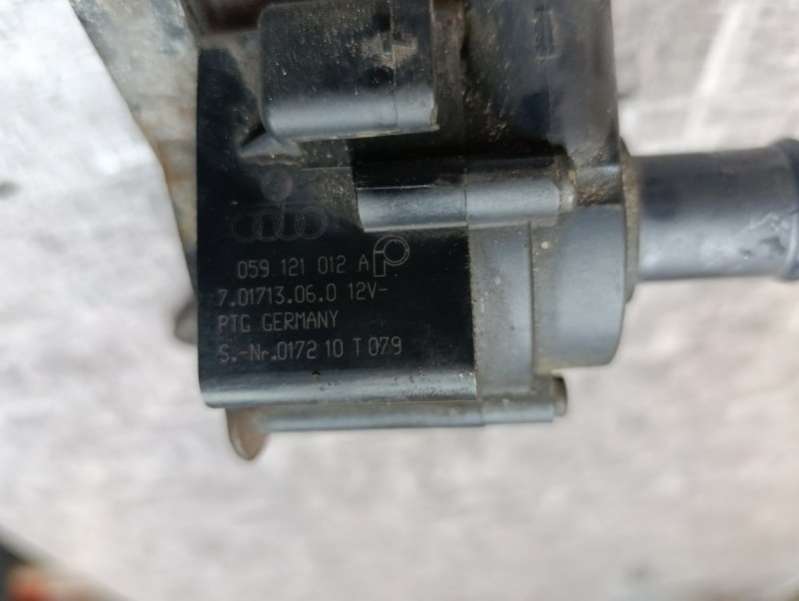 059 121 012 A
7.01713.06.0 12V-
PTG GERMANY
S.-Nr.0172 10 T 079